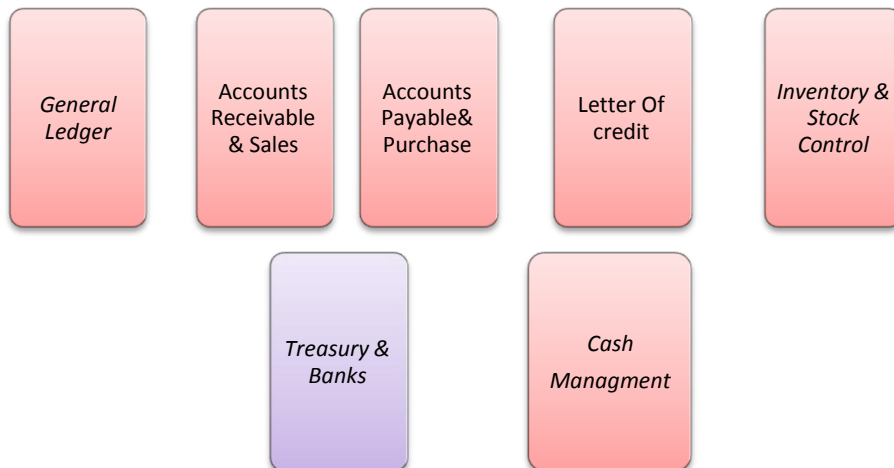 General
Ledger
Accounts
Receivable
& Sales
Accounts
Payable&
Purchase
Letter Of
credit
Inventory &
Stock
Control
Treasury &
Banks
Cash
Managment